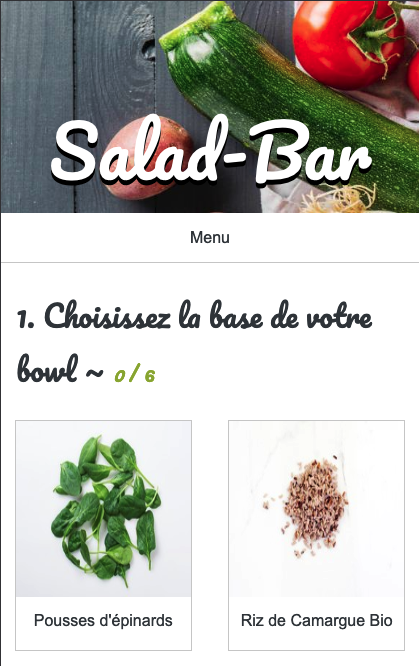 Salad-Bar
Menu
1. Choisissez la base de votre
bowl ~ 0 / 6
Pousses d'épinards
Riz de Camargue Bio